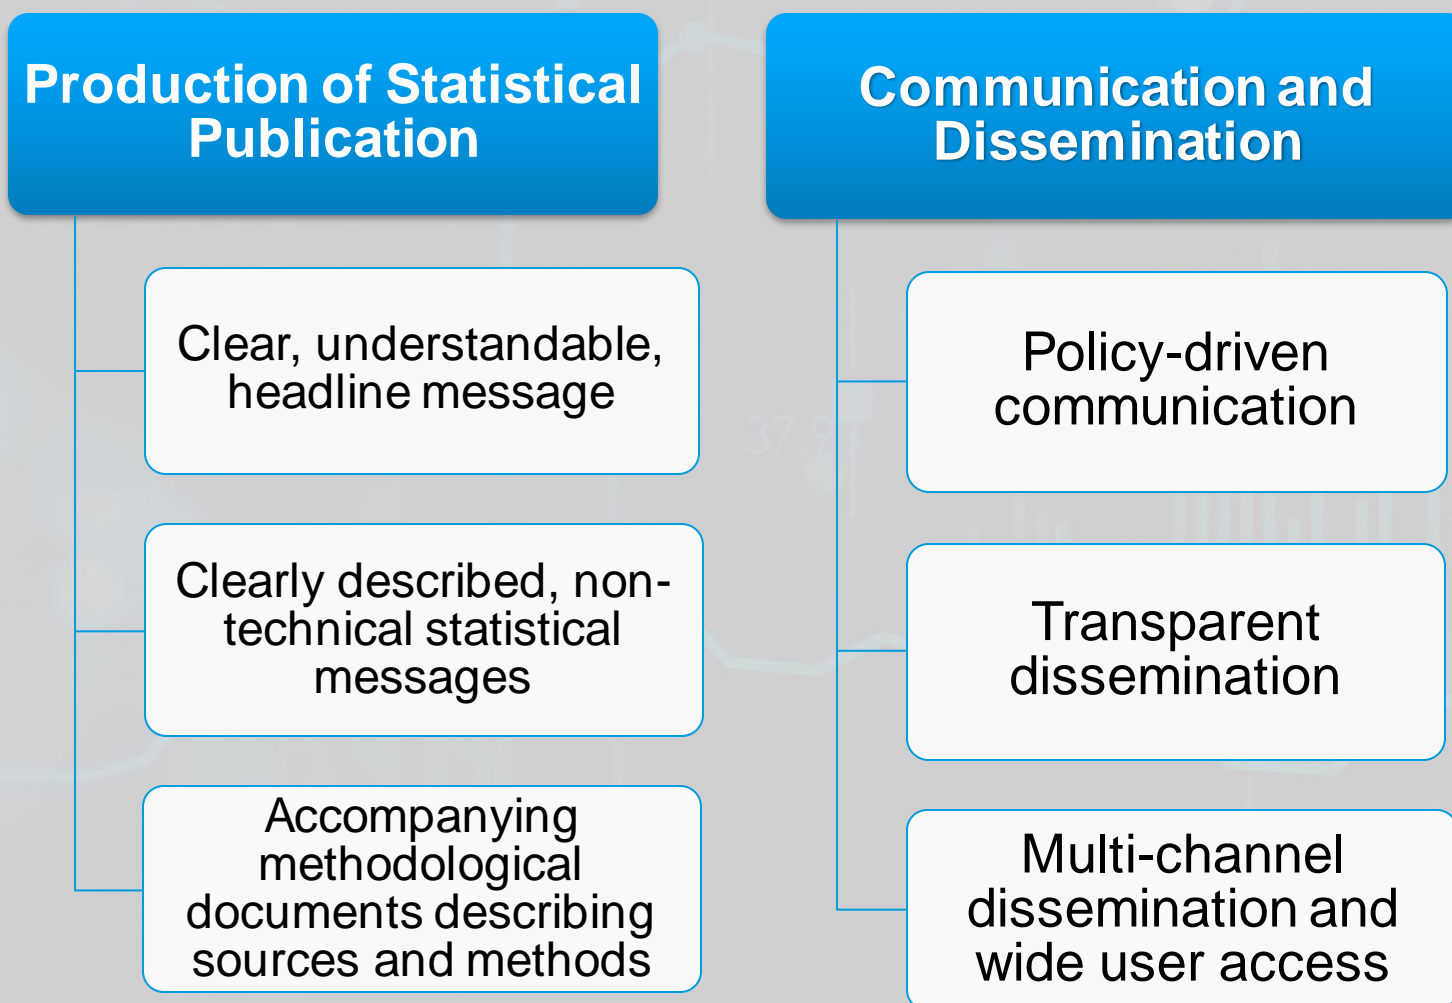 Production of Statistical
Publication
Clear, understandable,
headline message
Clearly described, non-
technical statistical
messages
Accompanying
methodological
documents describing
sources and methods
Communication and
Dissemination
Policy-driven
communication
Transparent
dissemination
Multi-channel
dissemination and
wide user access